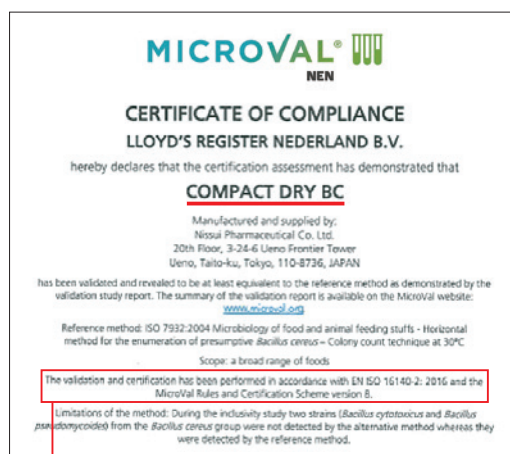 MICROVAL®
NEN
CERTIFICATE OF COMPLIANCE
LLOYD'S REGISTER NEDERLAND B.V.
hereby declares that the certification assessment has demonstrated that
COMPACT DRY BC
Manufactured and supplied by:
Nissui Pharmaceutical Co. Ltd.
20th Floor, 3-24-6 Ueno Frontier Tower
Ueno, Taito-ku, Tokyo, 110-8736, JAPAN
has been validated and revealed to be at least equivalent to the reference method as demonstrated by the
validation study report. The summary of the validation report is available on the MicroVal website:
www.microval.org
Reference method: ISO 7932:2004 Microbiology of food and animal feeding stuffs - Horizontal
method for the enumeration of presumptive Bacillus cereus – Colony count technique at 30°C
Scope: a broad range of foods
The validation and certification has been performed in accordance with EN ISO 16140-2: 2016 and the
MicroVal Rules and Certification Scheme version 8.
Limitations of the method: During the inclusivity study two strains (Bacillus cytotoxicus and Bacillus
pseudomycoides) from the Bacillus cereus group were not detected by the alternative method whereas they
were detected by the reference method.